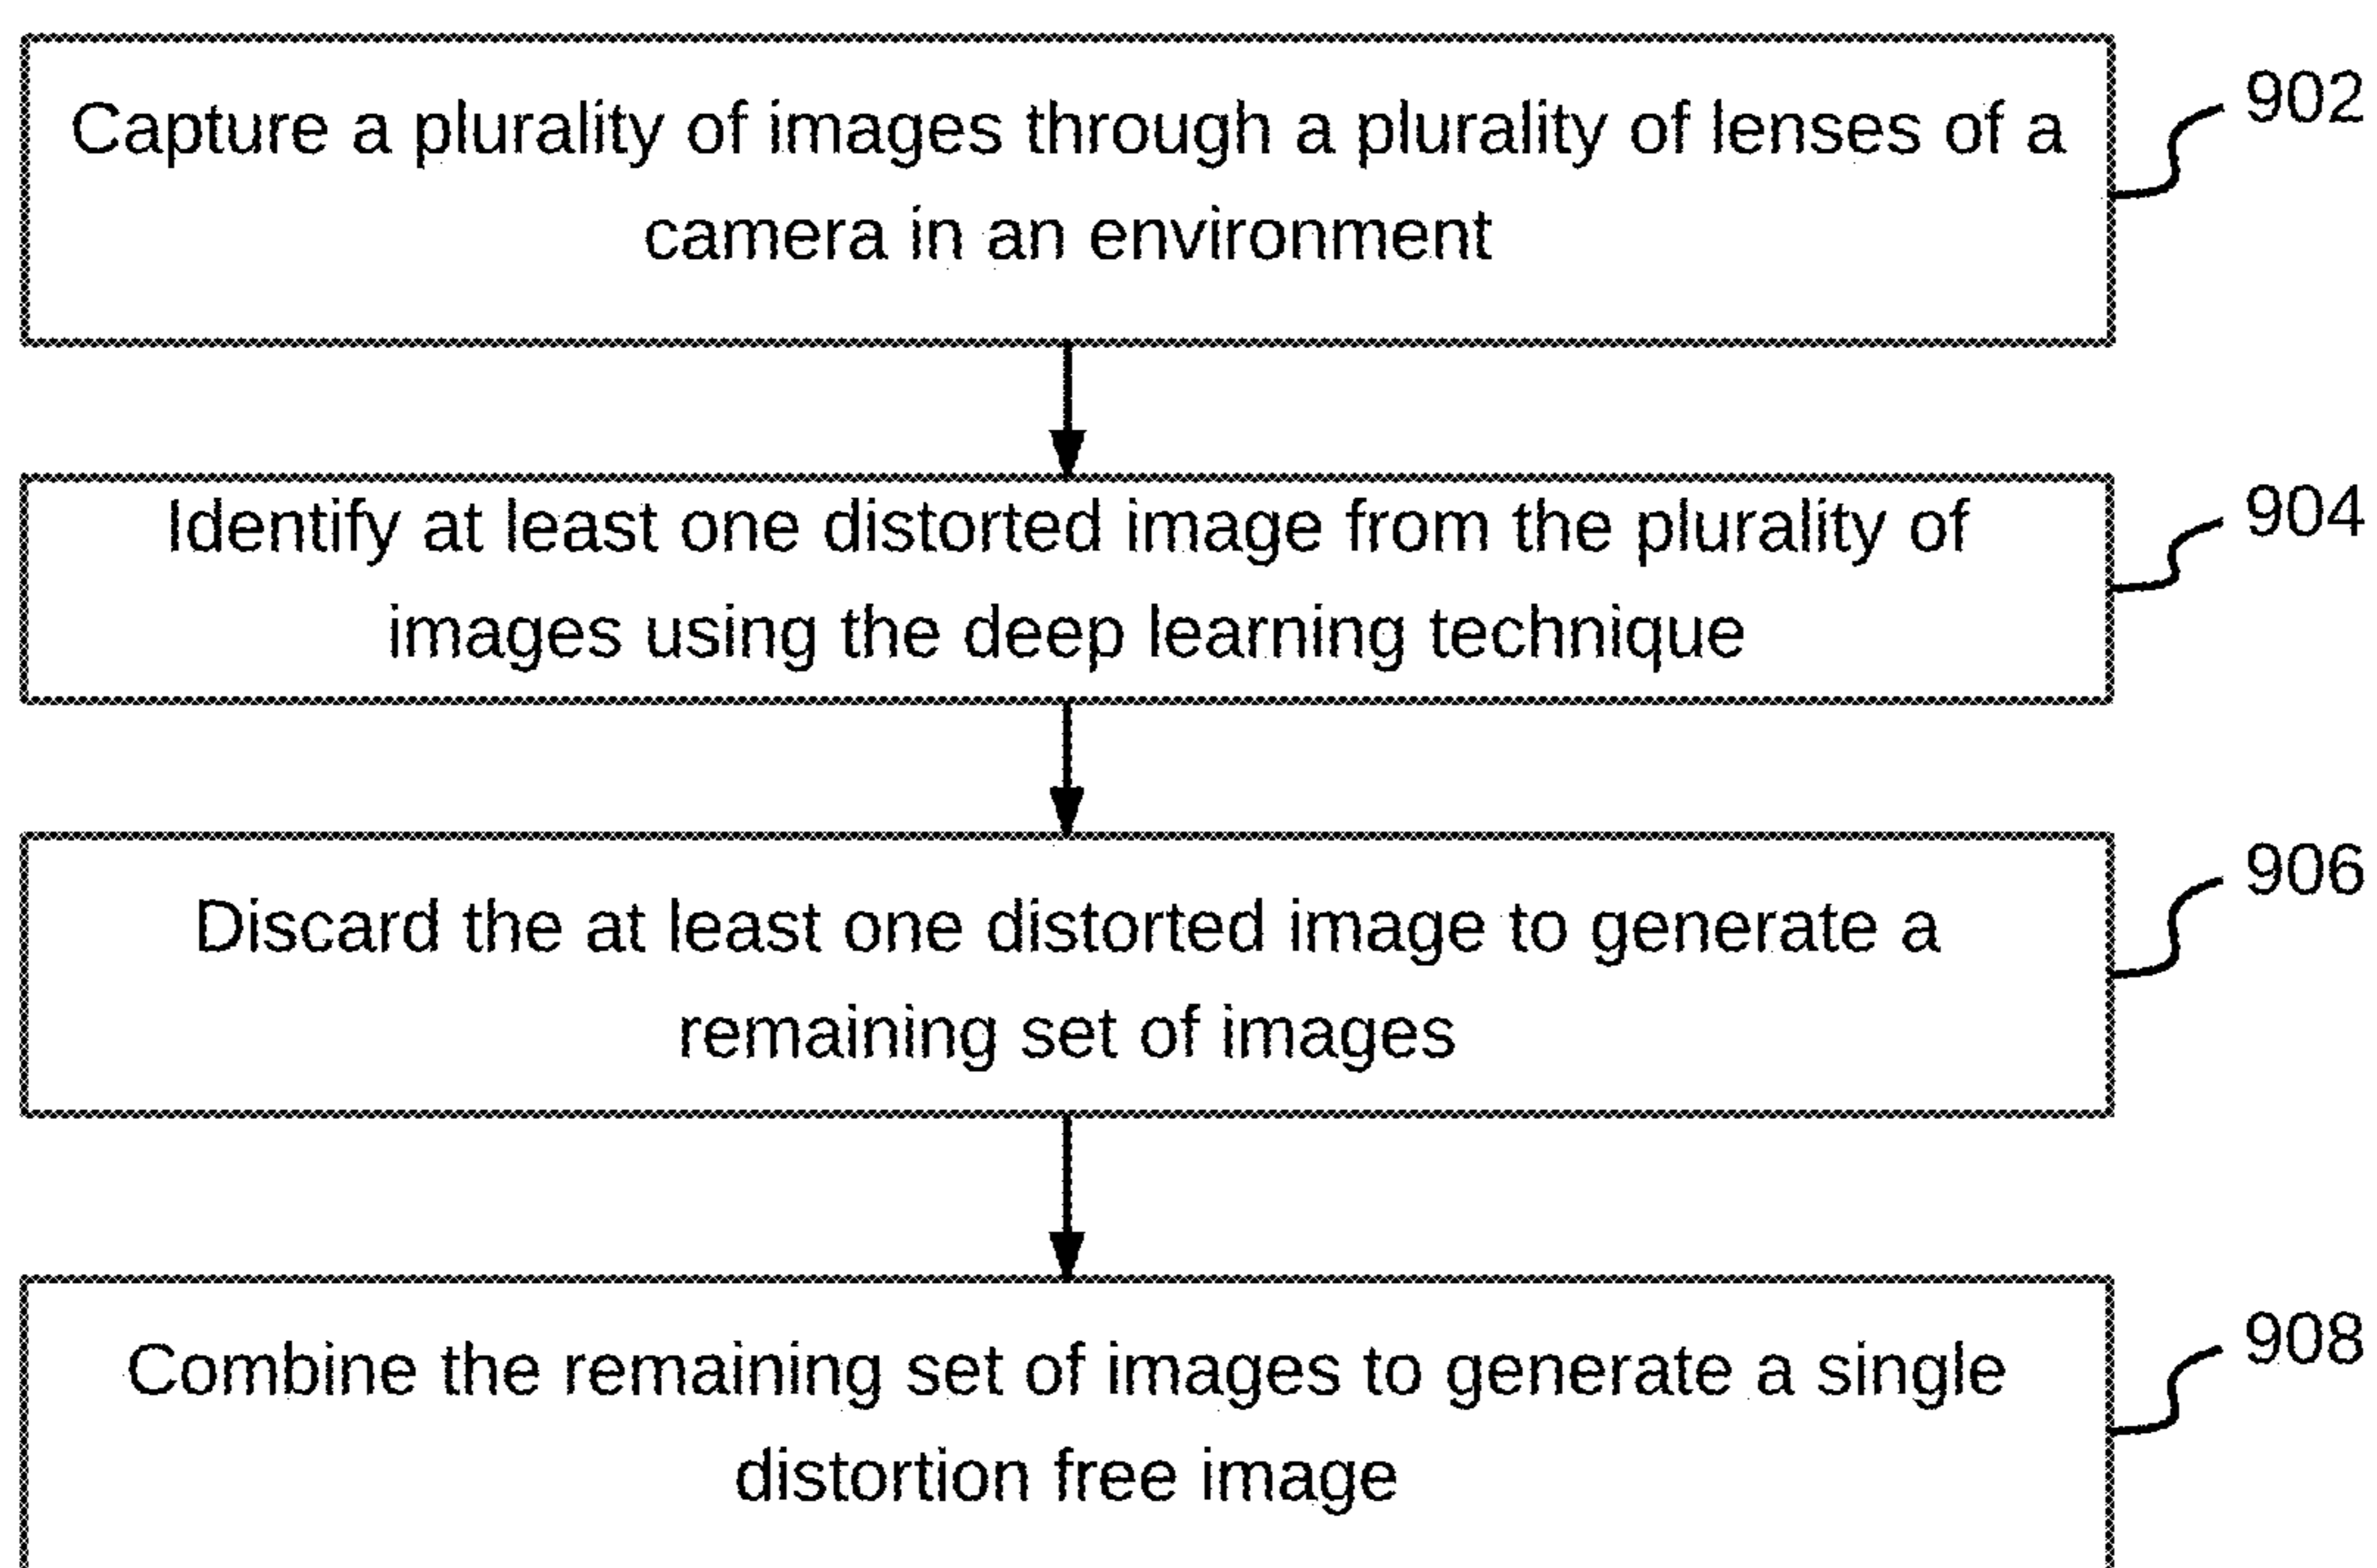 Capture a plurality of images through a plurality of lenses of a
camera in an environment
902
Identify at least one distorted image from the plurality of
images using the deep learning technique
904
Discard the at least one distorted image to generate a
remaining set of images
906
Combine the remaining set of images to generate a single
distortion free image
908